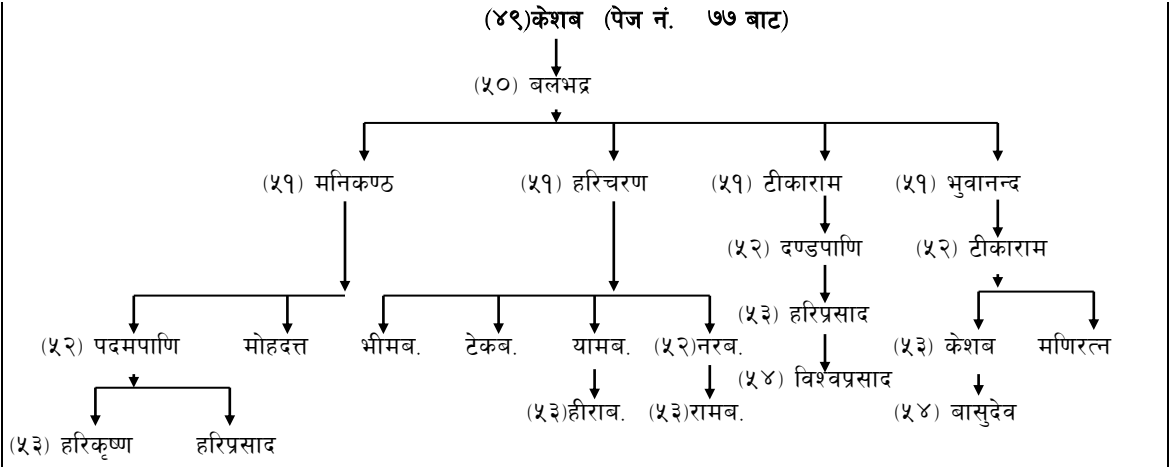 (४९)केशब (पेज नं. ७७ बाट)
(५०) बलभद्र
(५१) मनिकण्ठ (५१) हरिचरण (५१) टीकाराम (५१) भुवानन्द
(५२) दण्डपाणि (५२) टीकाराम
(५३) हरिप्रसाद
(५२) पदमपाणि मोहदत्त भीमब. टेकब. यामब. (५२)नरब. (५३) केशब मणिरत्न
(५४) विश्वप्रसाद
(५३)हीराब. (५३)रामब. (५४) बासुदेव
(५३) हरिकृष्ण हरिप्रसाद